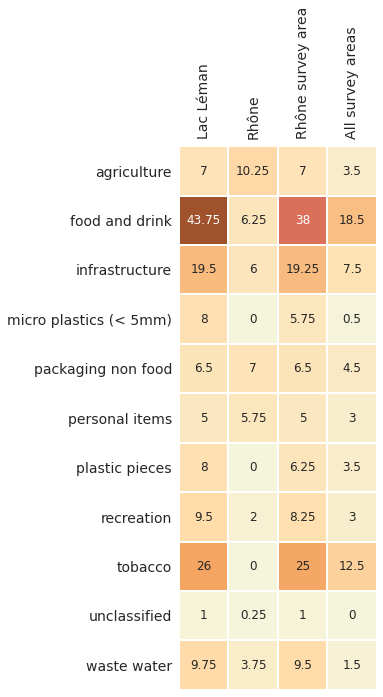 Lac Léman Rhône Rhône survey area All survey areas
agriculture 7 10.25 7 3.5
food and drink 43.75 6.25 38 18.5
infrastructure 19.5 6 19.25 7.5
micro plastics (< 5mm) 8 0 5.75 0.5
packaging non food 6.5 7 6.5 4.5
personal items 5 5.75 5 3
plastic pieces 8 0 6.25 3.5
recreation 9.5 2 8.25 3
tobacco 26 0 25 12.5
unclassified 1 0.25 1 0
waste water 9.75 3.75 9.5 1.5